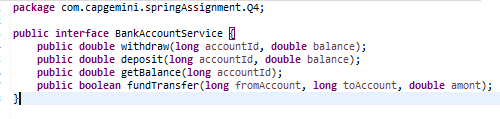 package com.capgemini.springAssignment.Q4;
public interface BankAccountService {
public double withdraw(long accountId, double balance);
public double deposit(long accountId, double balance);
public double getBalance(long accountId);
public boolean fundTransfer(long fromAccount, long toAccount, double amont);
}